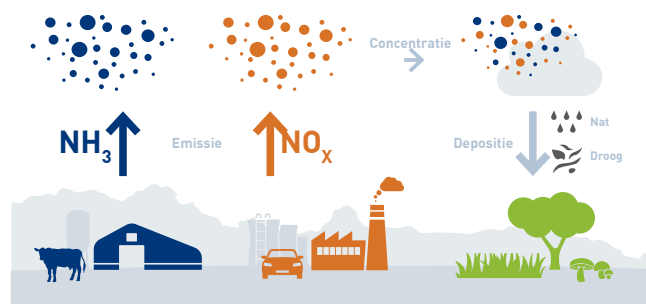 Concentratie
NH3
Emissie
NOX
Depositie
Nat
Droog